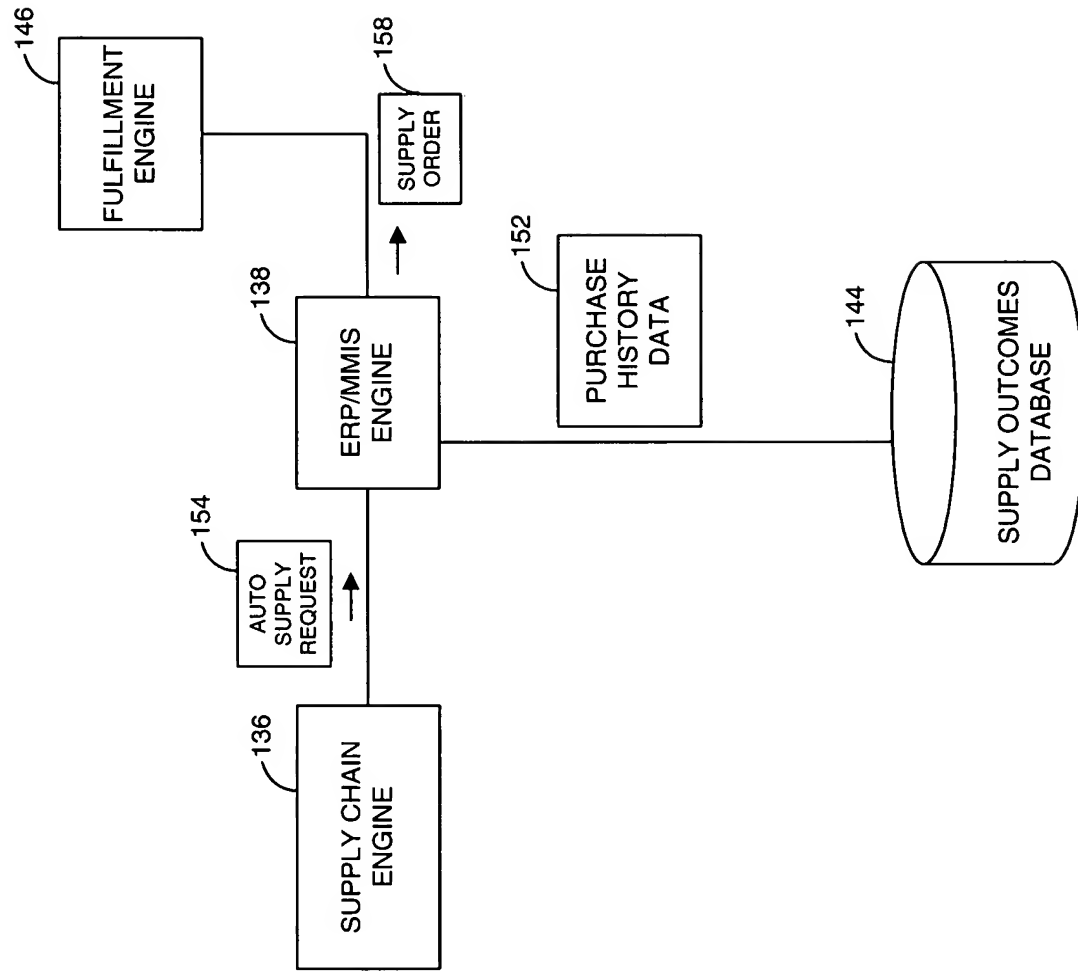 146
FULFILLMENT
ENGINE
158
SUPPLY
ORDER
138
ERP/MMIS
ENGINE
152
PURCHASE
HISTORY
DATA
144
SUPPLY OUTCOMES
DATABASE
154
AUTO
SUPPLY
REQUEST
136
SUPPLY CHAIN
ENGINE